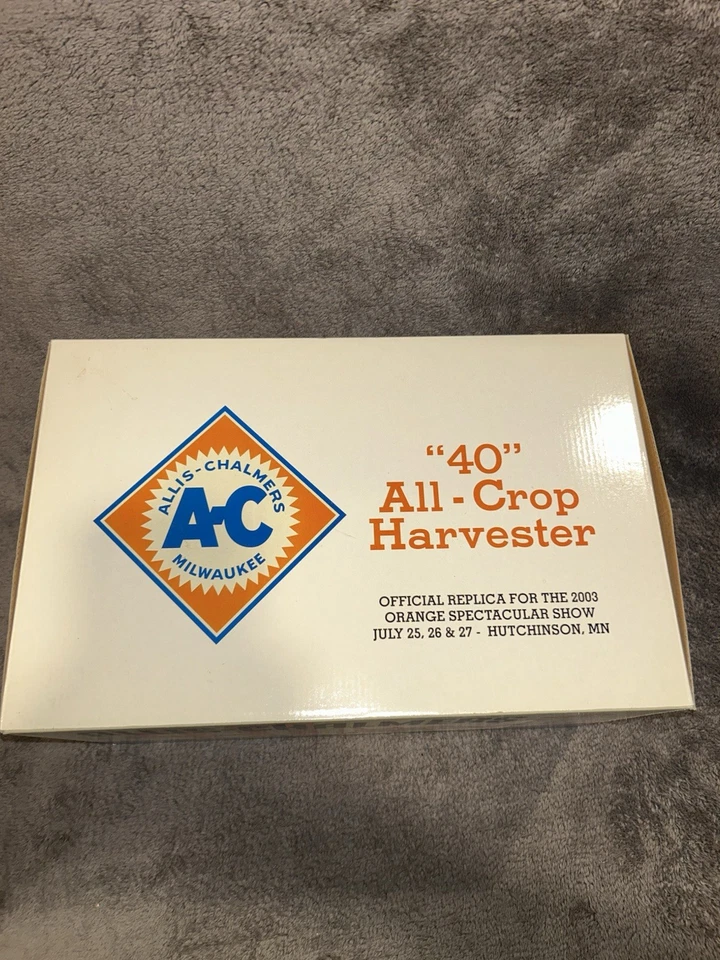 ALLIS-CHALMERS
A-C
MILWAUKEE
“40”
All-Crop
Harvester
OFFICIAL REPLICA FOR THE 2003
ORANGE SPECTACULAR SHOW
JULY 25, 26 & 27 - HUTCHINSON, MN